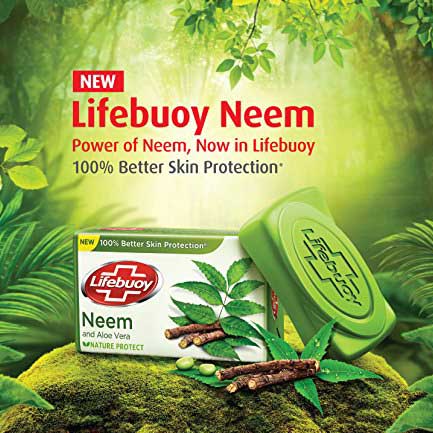 NEW
Lifebuoy Neem
Power of Neem, Now in Lifebuoy
100% Better Skin Protection*
NEW 100% Better Skin Protection*
Lifebuoy
Neem
and Aloe Vera
NATURE PROTECT
Lifebuoy